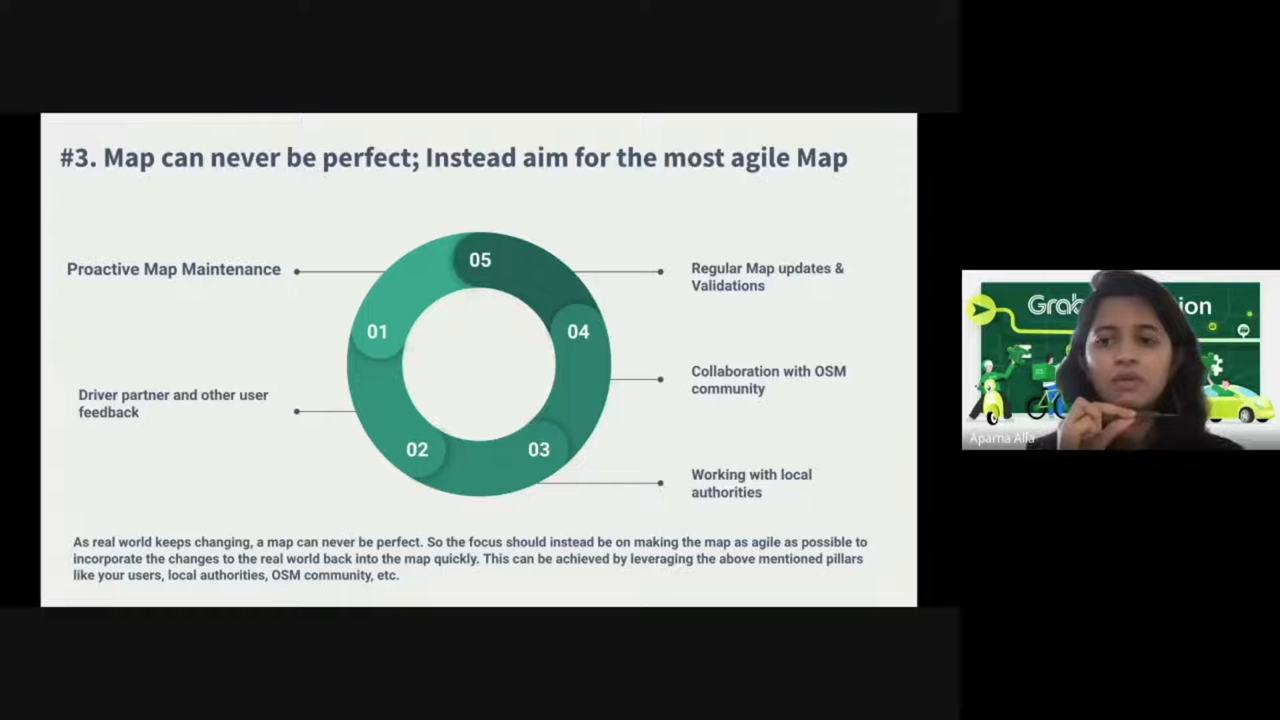 #3. Map can never be perfect; Instead aim for the most agile Map
Proactive Map Maintenance
Driver partner and other user
feedback
05
01
04
02
03
Regular Map updates &
Validations
Collaboration with OSM
community
Working with local
authorities
As real world keeps changing, a map can never be perfect. So the focus should instead be on making the map as agile as possible to
incorporate the changes to the real world back into the map quickly. This can be achieved by leveraging the above mentioned pillars
like your users, local authorities, OSM community, etc.
Grab
ion
Aparna Alla